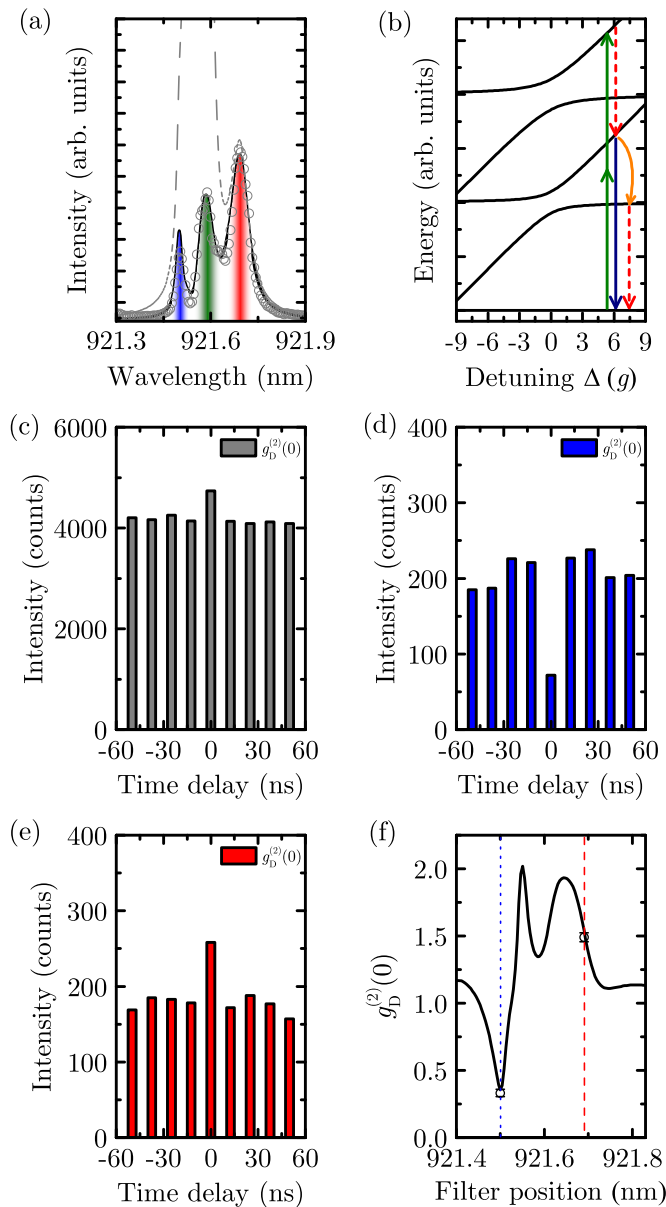 (a)
Intensity (arb. units)
921.3 921.6 921.9
Wavelength (nm)
(b)
Energy (arb. units)
-9 -6 -3 0 3 6 9
Detuning Δ (g)
(c)
6000
4000
2000
0
Intensity (counts)
g_D^(2)(0)
-60 -30 0 30 60
Time delay (ns)
(d)
400
300
200
100
0
Intensity (counts)
g_D^(2)(0)
-60 -30 0 30 60
Time delay (ns)
(e)
400
300
200
100
0
Intensity (counts)
g_D^(2)(0)
-60 -30 0 30 60
Time delay (ns)
(f)
2.0
1.5
1.0
0.5
0.0
g_D^(2)(0)
921.4 921.6 921.8
Filter position (nm)